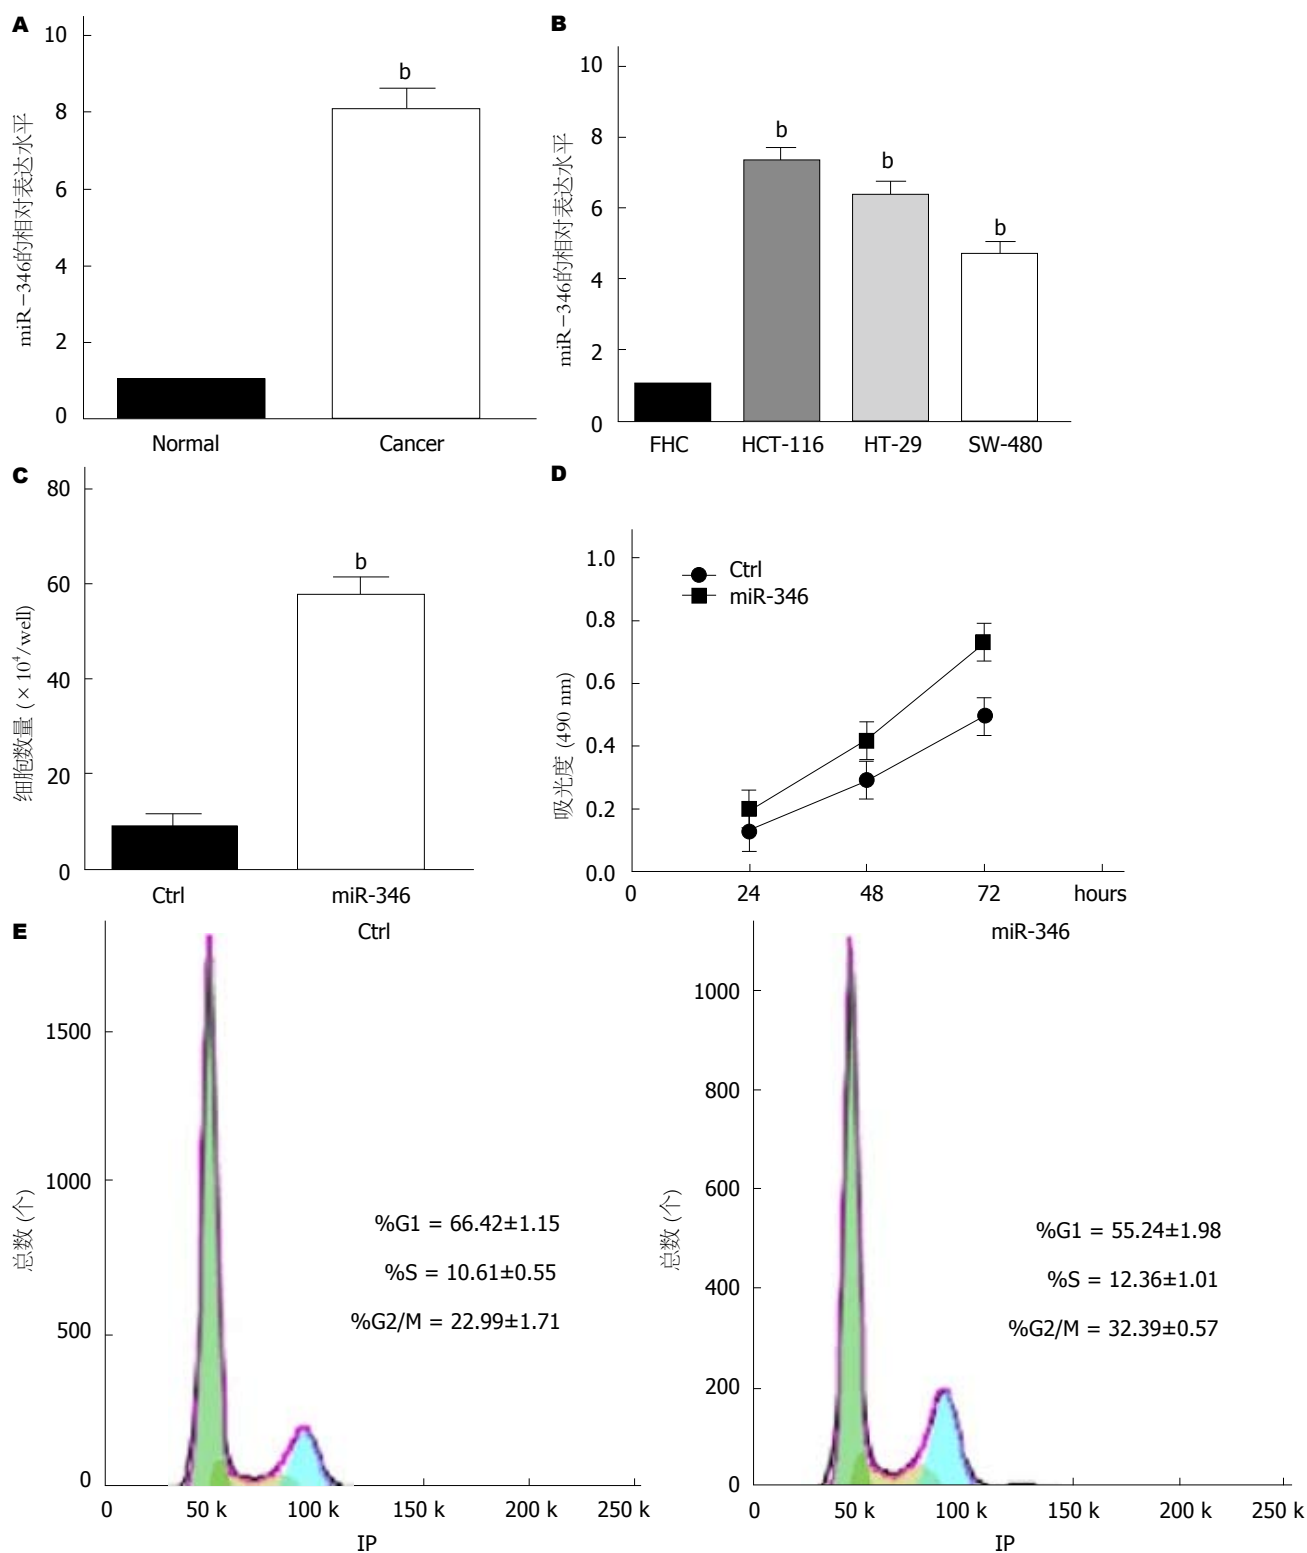 A
10
8
6
4
2
0
miR-346的相对表达水平
b
Normal
Cancer
B
10
8
6
4
2
0
miR-346的相对表达水平
b
b
b
FHC
HCT-116
HT-29
SW-480
C
80
60
40
20
0
细胞数量 (×10⁴/well)
b
Ctrl
miR-346
D
1.0
0.8
0.6
0.4
0.2
0.0
吸光度 (490 nm)
Ctrl
miR-346
0
24
48
72
hours
E
Ctrl
1500
1000
500
0
总数 (个)
%G1 = 66.42±1.15
%S = 10.61±0.55
%G2/M = 22.99±1.71
0
50 k
100 k
150 k
200 k
250 k
IP
miR-346
1000
800
600
400
200
0
总数 (个)
%G1 = 55.24±1.98
%S = 12.36±1.01
%G2/M = 32.39±0.57
0
50 k
100 k
150 k
200 k
250 k
IP